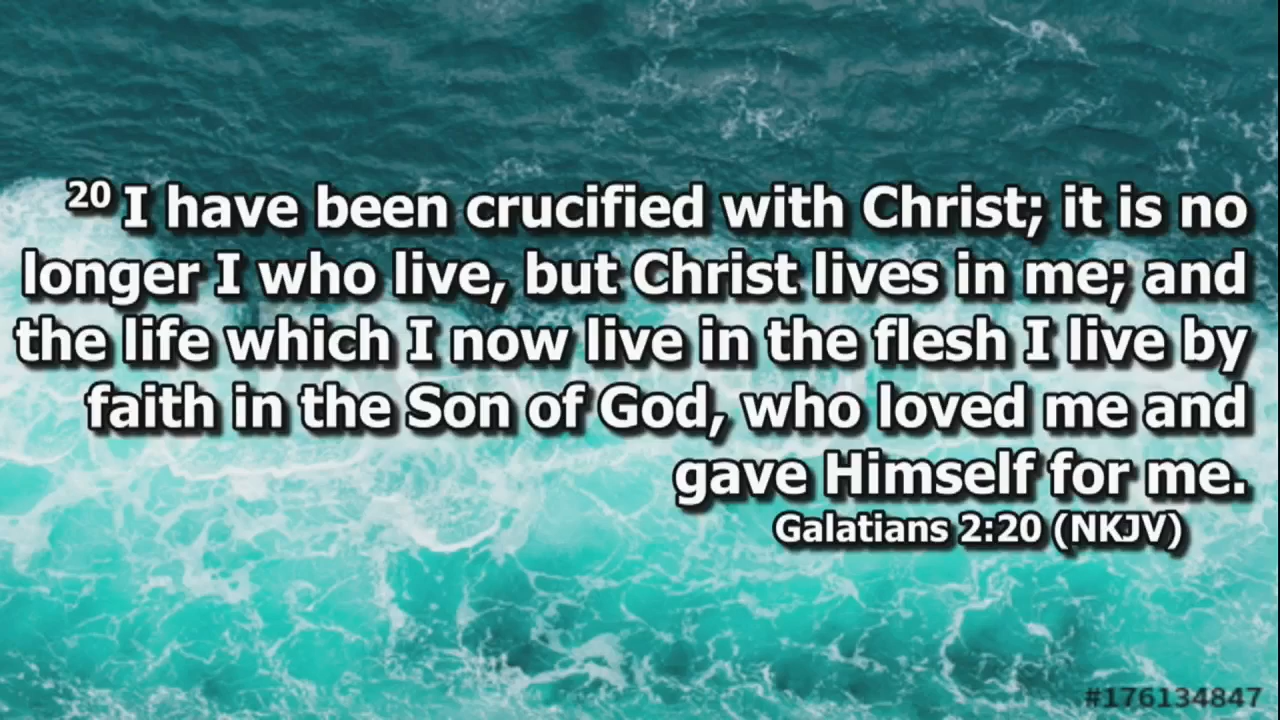 20 I have been crucified with Christ; it is no
longer I who live, but Christ lives in me; and
the life which I now live in the flesh I live by
faith in the Son of God, who loved me and
gave Himself for me.
Galatians 2:20 (NKJV)
#176134847